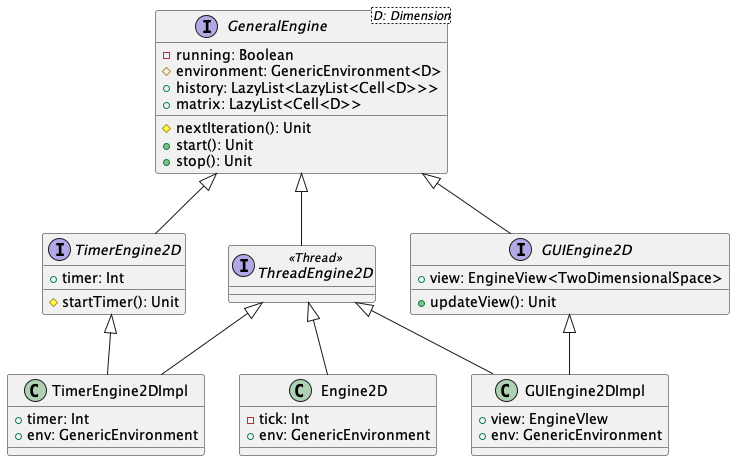 D: Dimension
I GeneralEngine
running: Boolean
environment: GenericEnvironment<D>
history: LazyList<LazyList<Cell<D>>>
matrix: LazyList<Cell<D>>
nextIteration(): Unit
start(): Unit
stop(): Unit
I TimerEngine2D
timer: Int
startTimer(): Unit
«Thread»
I ThreadEngine2D
I GUIEngine2D
view: EngineView<TwoDimensionalSpace>
updateView(): Unit
C TimerEngine2DImpl
timer: Int
env: GenericEnvironment
C Engine2D
tick: Int
env: GenericEnvironment
C GUIEngine2DImpl
view: EngineVIew
env: GenericEnvironment